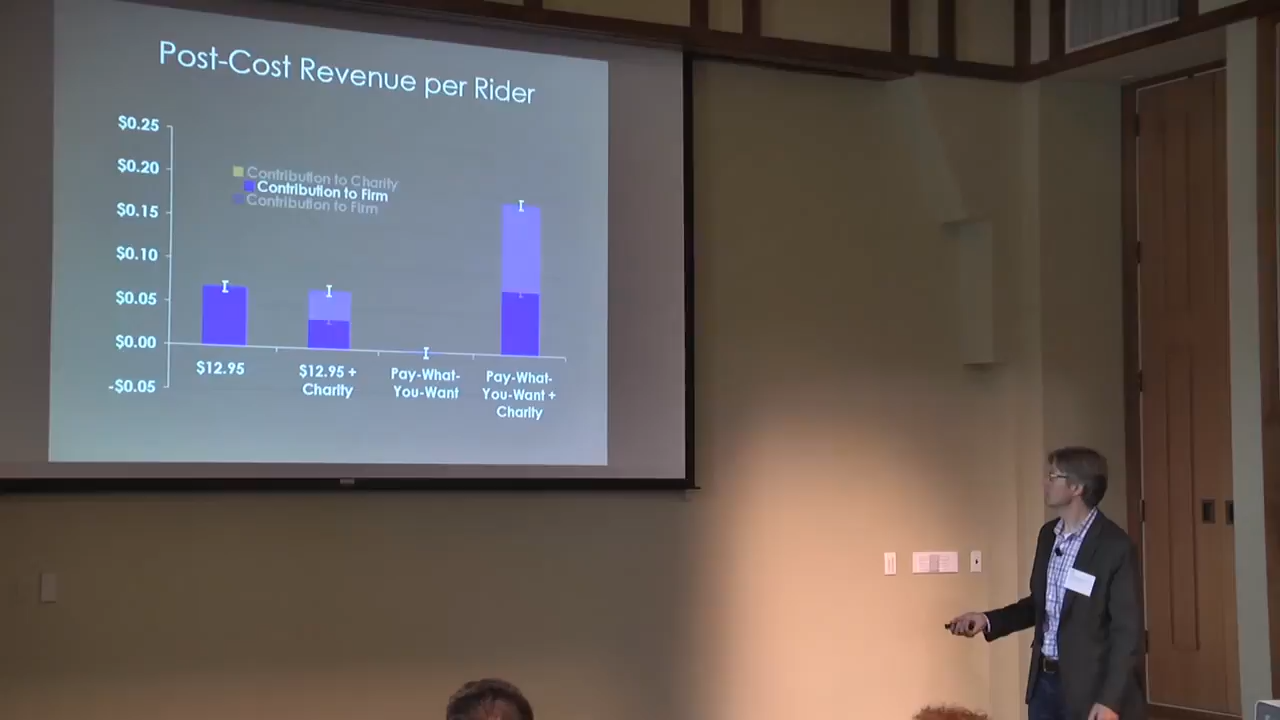 Post-Cost Revenue per Rider
$0.25
$0.20
$0.15
$0.10
$0.05
$0.00
-$0.05
Contribution to Charity
Contribution to Firm
Contribution to Firm
$12.95
$12.95 +
Charity
Pay-What-
You-Want
Pay-What-
You-Want +
Charity